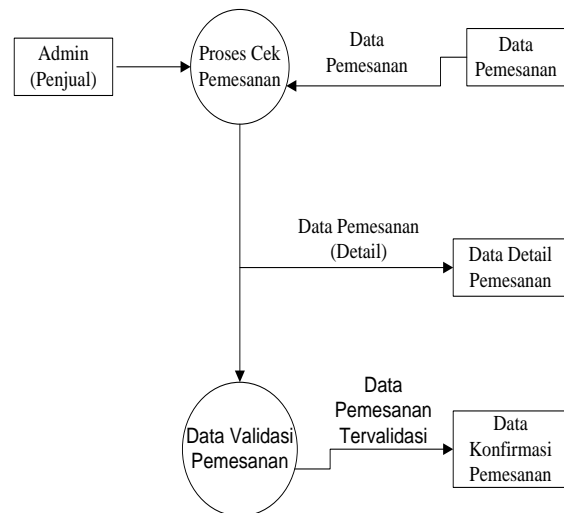 Admin
(Penjual)
Proses Cek
Pemesanan
Data
Pemesanan
Data
Pemesanan
Data Pemesanan
(Detail)
Data Detail
Pemesanan
Data Validasi
Pemesanan
Data
Pemesanan
Tervalidasi
Data
Konfirmasi
Pemesanan